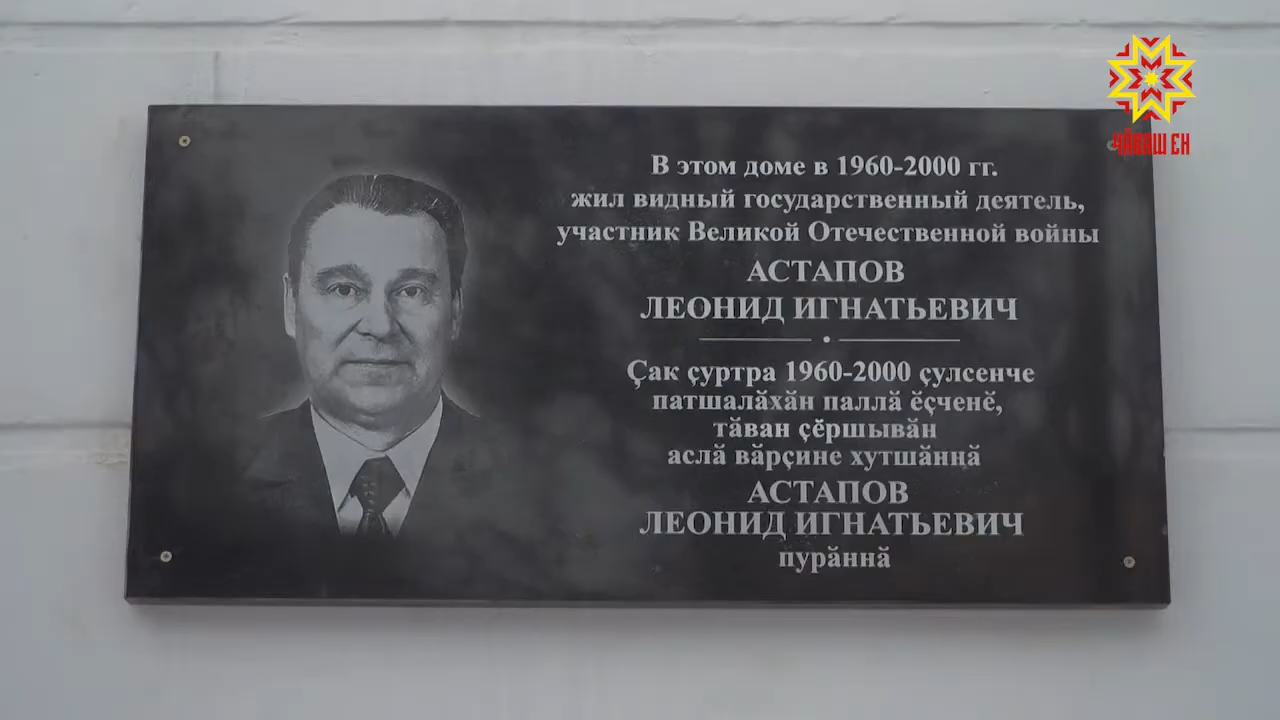 ЧӐВАШ ЕН
В этом доме в 1960-2000 гг.
жил видный государственный деятель,
участник Великой Отечественной войны
АСТАПОВ
ЛЕОНИД ИГНАТЬЕВИЧ
Ҫак ҫуртра 1960-2000 ҫулсенче
патшалӑхӑн паллӑ ӗҫченӗ,
тӑван ҫӗршывӑн
аслӑ вӑрҫине хутшӑннӑ
АСТАПОВ
ЛЕОНИД ИГНАТЬЕВИЧ
пурӑннӑ